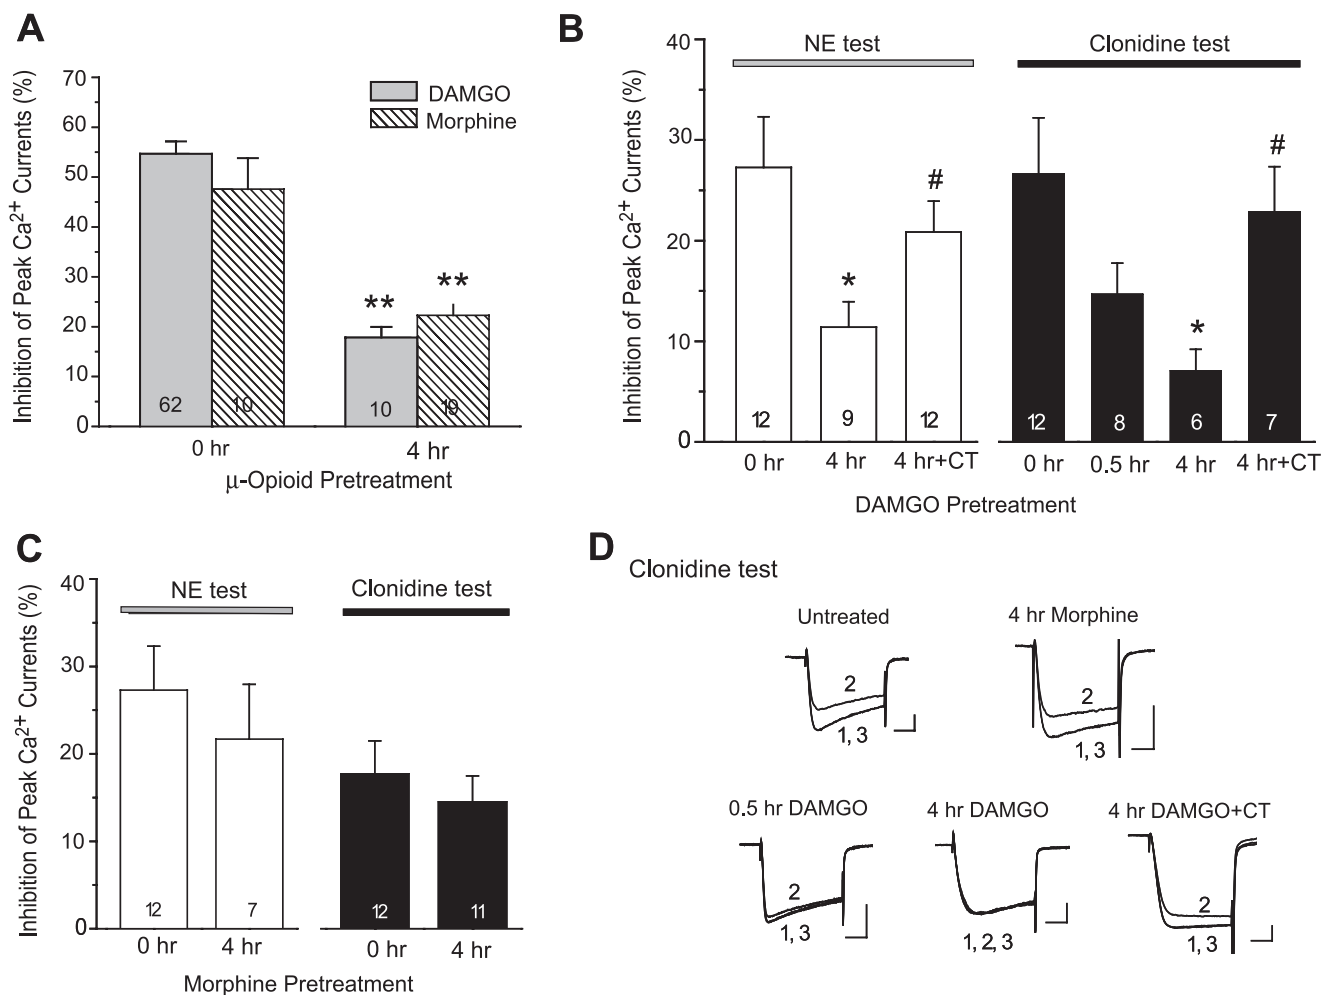 A
Inhibition of Peak Ca2+ Currents (%)
70
60
50
40
30
20
10
0
DAMGO
Morphine
** **
62 10 10
0 hr 4 hr
μ-Opioid Pretreatment
B
Inhibition of Peak Ca2+ Currents (%)
40
30
20
10
0
NE test Clonidine test
* # * #
12 9 12 12 8 6 7
0 hr 4 hr 4 hr+CT 0 hr 0.5 hr 4 hr 4 hr+CT
DAMGO Pretreatment
C
Inhibition of Peak Ca2+ Currents (%)
40
30
20
10
0
NE test Clonidine test
12 7 12 11
0 hr 4 hr 0 hr 4 hr
Morphine Pretreatment
D
Clonidine test
Untreated 4 hr Morphine
2 2
1, 3 1, 3
0.5 hr DAMGO 4 hr DAMGO 4 hr DAMGO+CT
2 2
1, 3 1, 2, 3 1, 3